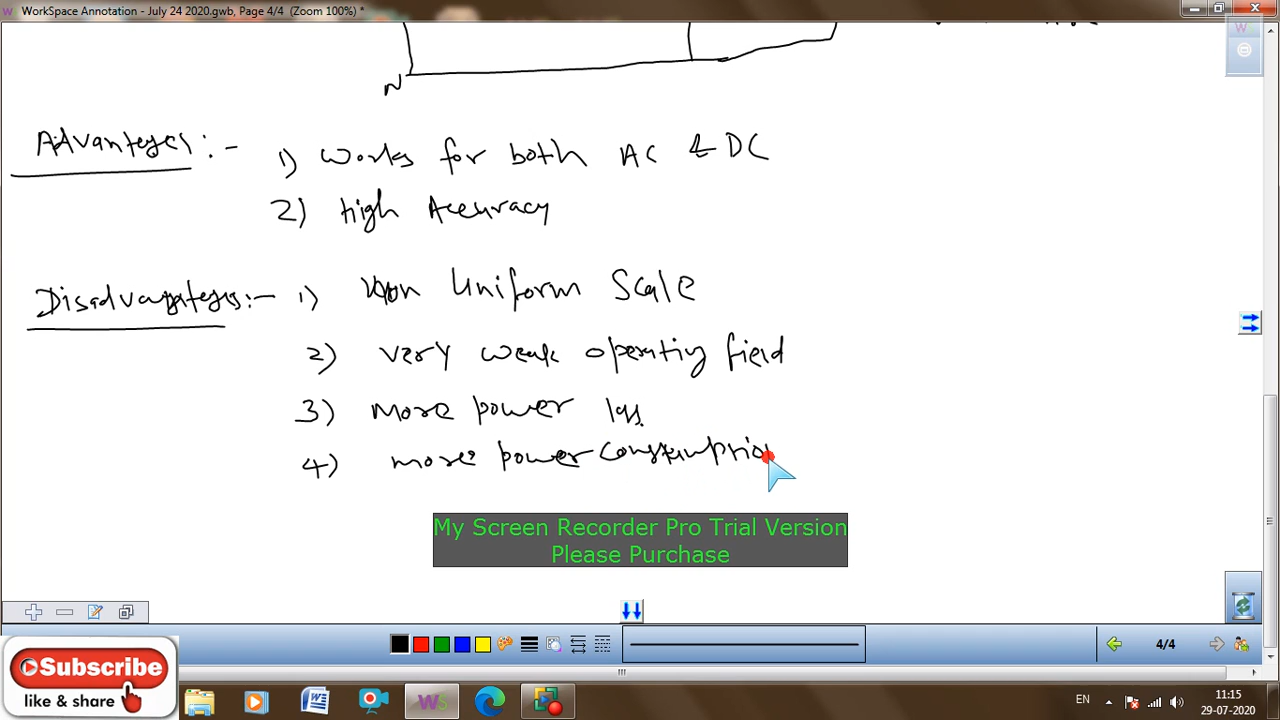 WorkSpace Annotation - July 24 2020.gwb, Page 4/4 (Zoom 100%) *
N
Advantages :-
1) Works for both AC & DC
2) High Accuracy
Disadvantages :- 1) Non Uniform Scale
2) very weak operating field
3) More power loss
4) more power consumption
My Screen Recorder Pro Trial Version
Please Purchase
4/4
Subscribe
like & share
EN
11:15
29-07-2020